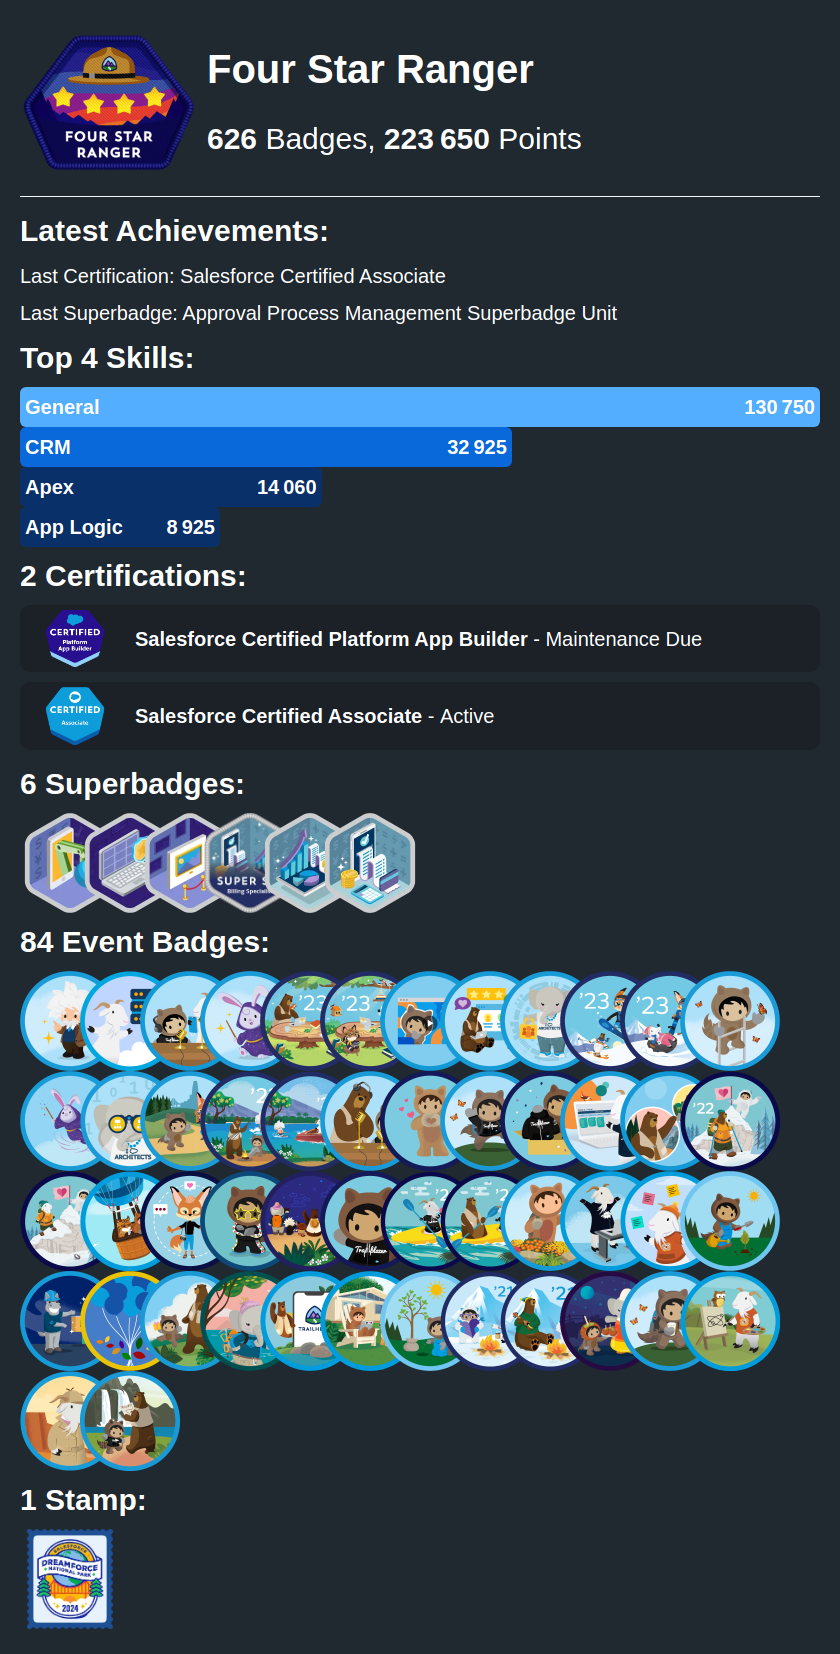 FOUR STAR
RANGER
Four Star Ranger
626 Badges, 223 650 Points
Latest Achievements:
Last Certification: Salesforce Certified Associate
Last Superbadge: Approval Process Management Superbadge Unit
Top 4 Skills:
General 130 750
CRM 32 925
Apex 14 060
App Logic 8 925
2 Certifications:
CERTIFIED
Platform
App Builder
Salesforce Certified Platform App Builder - Maintenance Due
CERTIFIED
Associate
Salesforce Certified Associate - Active
6 Superbadges:
SUPER S
Billing Specialis
84 Event Badges:
'23
'23
'23
'23
ARCHITECTS
ARCHITECTS
'2
'22
Trailblazer
'2
'2
TRAILH
'21
'22
1 Stamp:
SALESFORCE
DREAMFORCE
NATIONAL PARK
2024